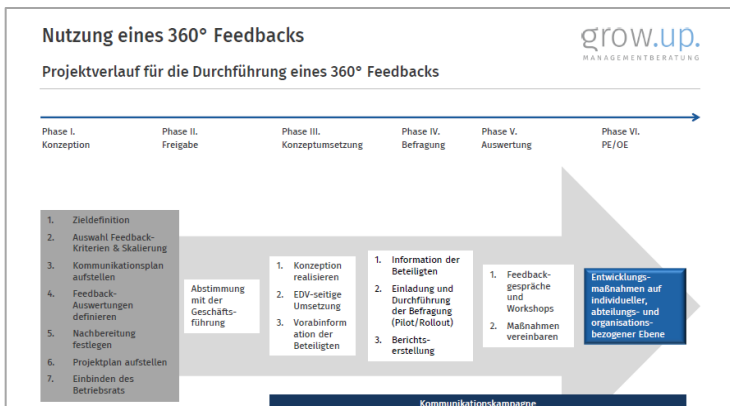 Nutzung eines 360° Feedbacks
grow.up.
MANAGEMENTBERATUNG
Projektverlauf für die Durchführung eines 360° Feedbacks
Phase I.
Konzeption
Phase II.
Freigabe
Phase III.
Konzeptumsetzung
Phase IV.
Befragung
Phase V.
Auswertung
Phase VI.
PE/OE
1. Zieldefinition
2. Auswahl Feedback-
Kriterien & Skalierung
3. Kommunikationsplan
aufstellen
4. Feedback-
Auswertungen
definieren
5. Nachbereitung
festlegen
6. Projektplan aufstellen
7. Einbinden des
Betriebsrats
Abstimmung
mit der
Geschäfts-
führung
1. Konzeption
realisieren
2. EDV-seitige
Umsetzung
3. Vorabinform
ation der
Beteiligten
1. Information der
Beteiligten
2. Einladung und
Durchführung
der Befragung
(Pilot/Rollout)
3. Berichts-
erstellung
1. Feedback-
gespräche
und
Workshops
2. Maßnahmen
vereinbaren
Entwicklungs-
maßnahmen auf
individueller,
abteilungs- und
organisations-
bezogener Ebene
Kommunikationskampagne